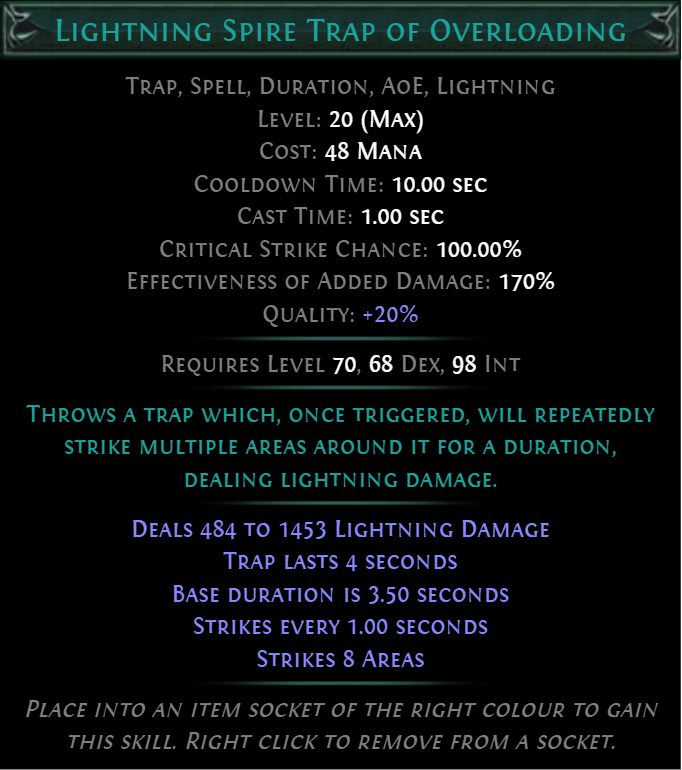 Lightning Spire Trap of Overloading
Trap, Spell, Duration, AoE, Lightning
Level: 20 (Max)
Cost: 48 Mana
Cooldown Time: 10.00 sec
Cast Time: 1.00 sec
Critical Strike Chance: 100.00%
Effectiveness of Added Damage: 170%
Quality: +20%
Requires Level 70, 68 Dex, 98 Int
Throws a trap which, once triggered, will repeatedly
strike multiple areas around it for a duration,
dealing lightning damage.
Deals 484 to 1453 Lightning Damage
Trap lasts 4 seconds
Base duration is 3.50 seconds
Strikes every 1.00 seconds
Strikes 8 Areas
Place into an item socket of the right colour to gain
this skill. Right click to remove from a socket.